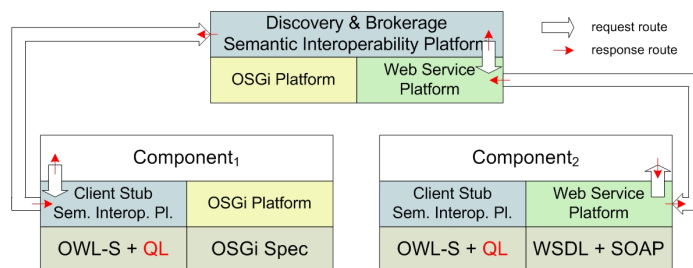 Discovery & Brokerage
Semantic Interoperability Platform
OSGi Platform
Web Service
Platform
request route
response route
Component1
Client Stub
Sem. Interop. Pl.
OSGi Platform
OWL-S + QL
OSGi Spec
Component2
Client Stub
Sem. Interop. Pl.
Web Service
Platform
OWL-S + QL
WSDL + SOAP